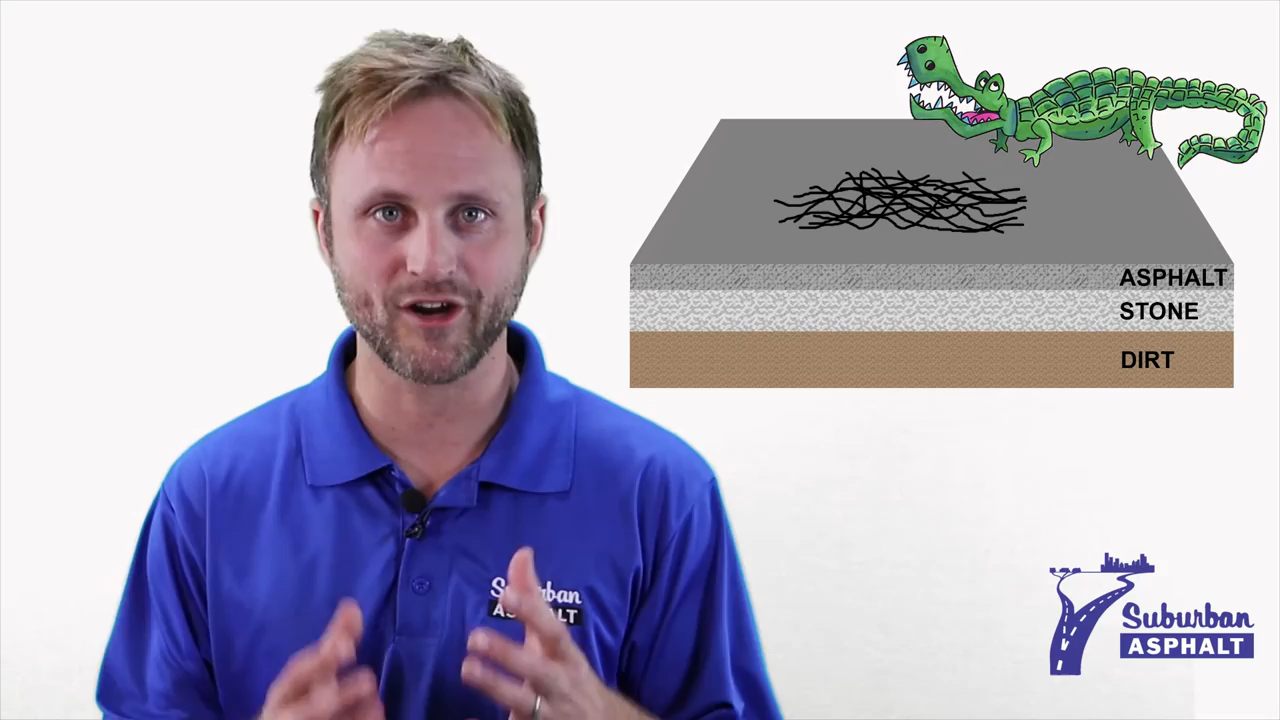 ASPHALT
STONE
DIRT
Suburban
ASPHALT